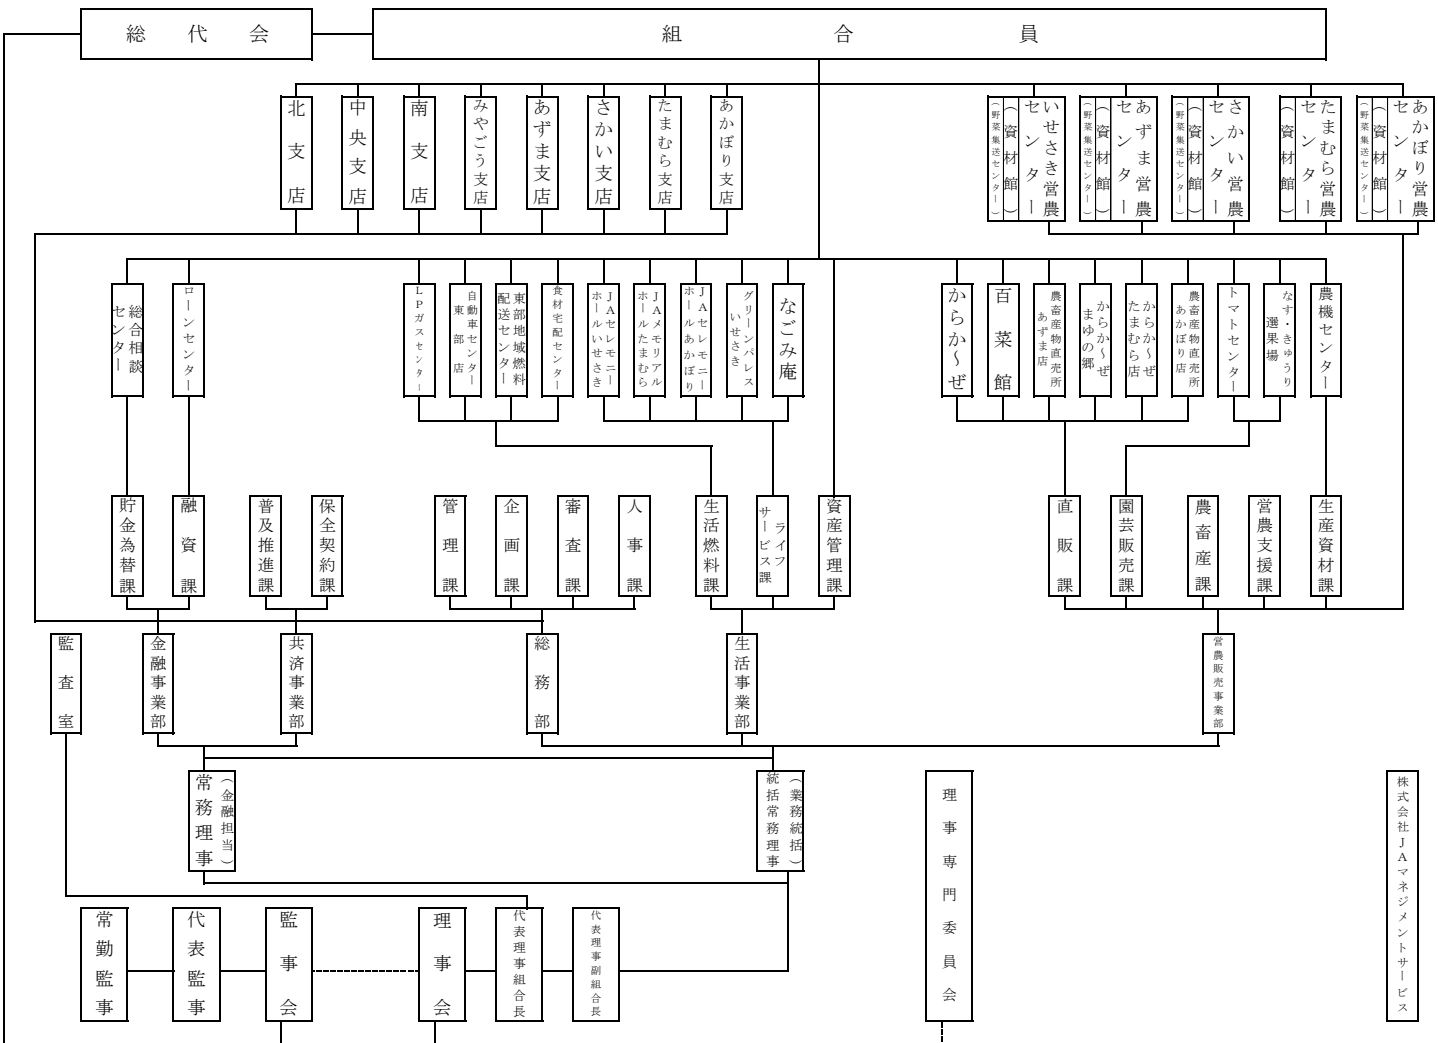 総代会
組合員
北支店
中央支店
南支店
みやごう支店
あずま支店
さかい支店
たまむら支店
あかぼり支店
いせさき営農
センター
（資材館）
（野菜集送センター）
あずま営農
センター
（資材館）
（野菜集送センター）
さかい営農
センター
（資材館）
（野菜集送センター）
たまむら営農
センター
（資材館）
あかぼり営農
センター
（資材館）
（野菜集送センター）
総合相談
センター
ローンセンター
LPガスセンター
自動車センター
東部店
東部地域燃料
配送センター
食材宅配センター
JAセレモニー
ホールいせさき
JAメモリアル
ホールたまむら
JAセレモニー
ホールあかぼり
グリーンパレス
いせさき
なごみ庵
からか〜ぜ
百菜館
農畜産物直売所
あずま店
からか〜ぜ
まゆの郷
からか〜ぜ
たまむら店
農畜産物直売所
あかぼり店
トマトセンター
なす・きゅうり
選果場
農機センター
貯金為替課
融資課
普及推進課
保全契約課
管理課
企画課
審査課
人事課
生活燃料課
ライフ
サービス課
資産管理課
直販課
園芸販売課
農畜産課
営農支援課
生産資材課
監査室
金融事業部
共済事業部
総務部
生活事業部
営農販売事業部
（金融担当）
常務理事
（業務統括）
統括常務理事
理事専門委員会
株式会社JAマネジメントサービス
常勤監事
代表監事
監事会
理事会
代表理事組合長
代表理事副組合長